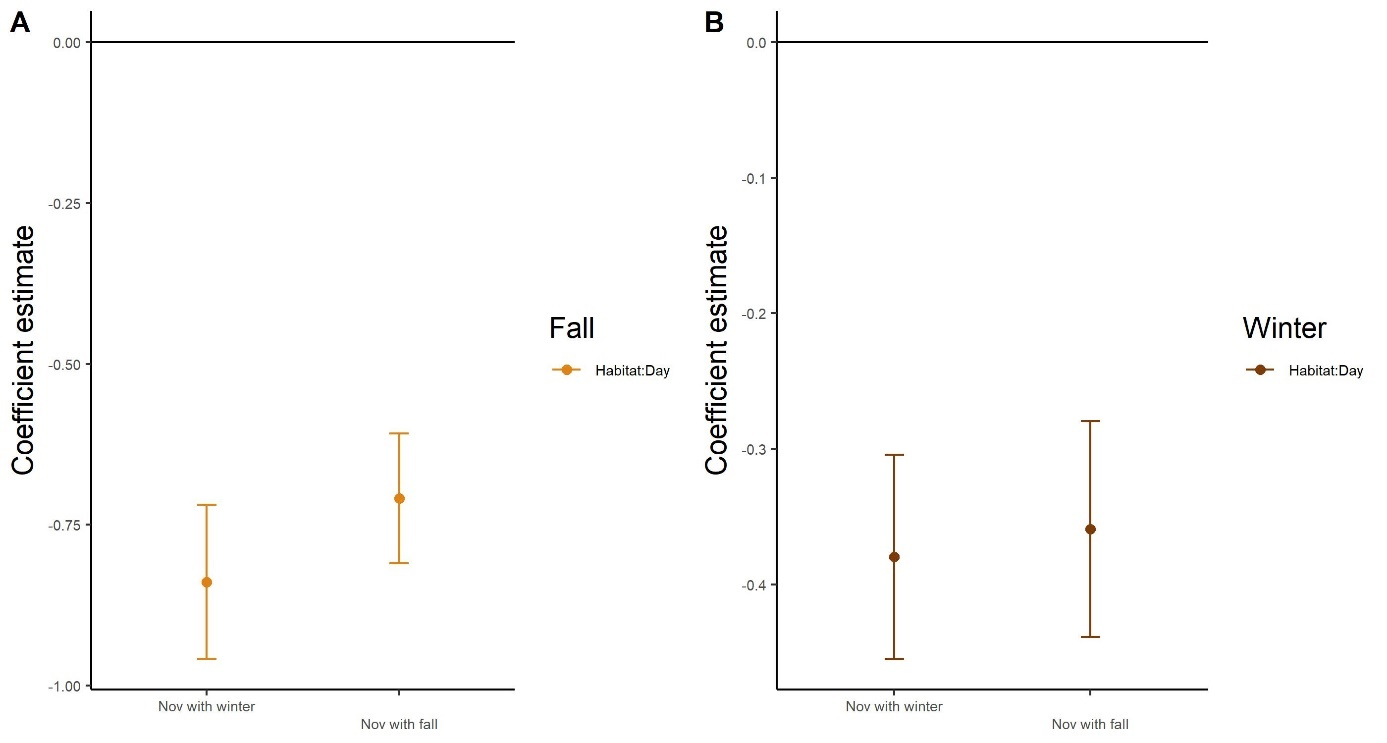 A
0.00
-0.25
-0.50
-0.75
-1.00
Coefficient estimate
Nov with winter
Nov with fall
Fall
Habitat:Day
B
0.0
-0.1
-0.2
-0.3
-0.4
Coefficient estimate
Nov with winter
Nov with fall
Winter
Habitat:Day